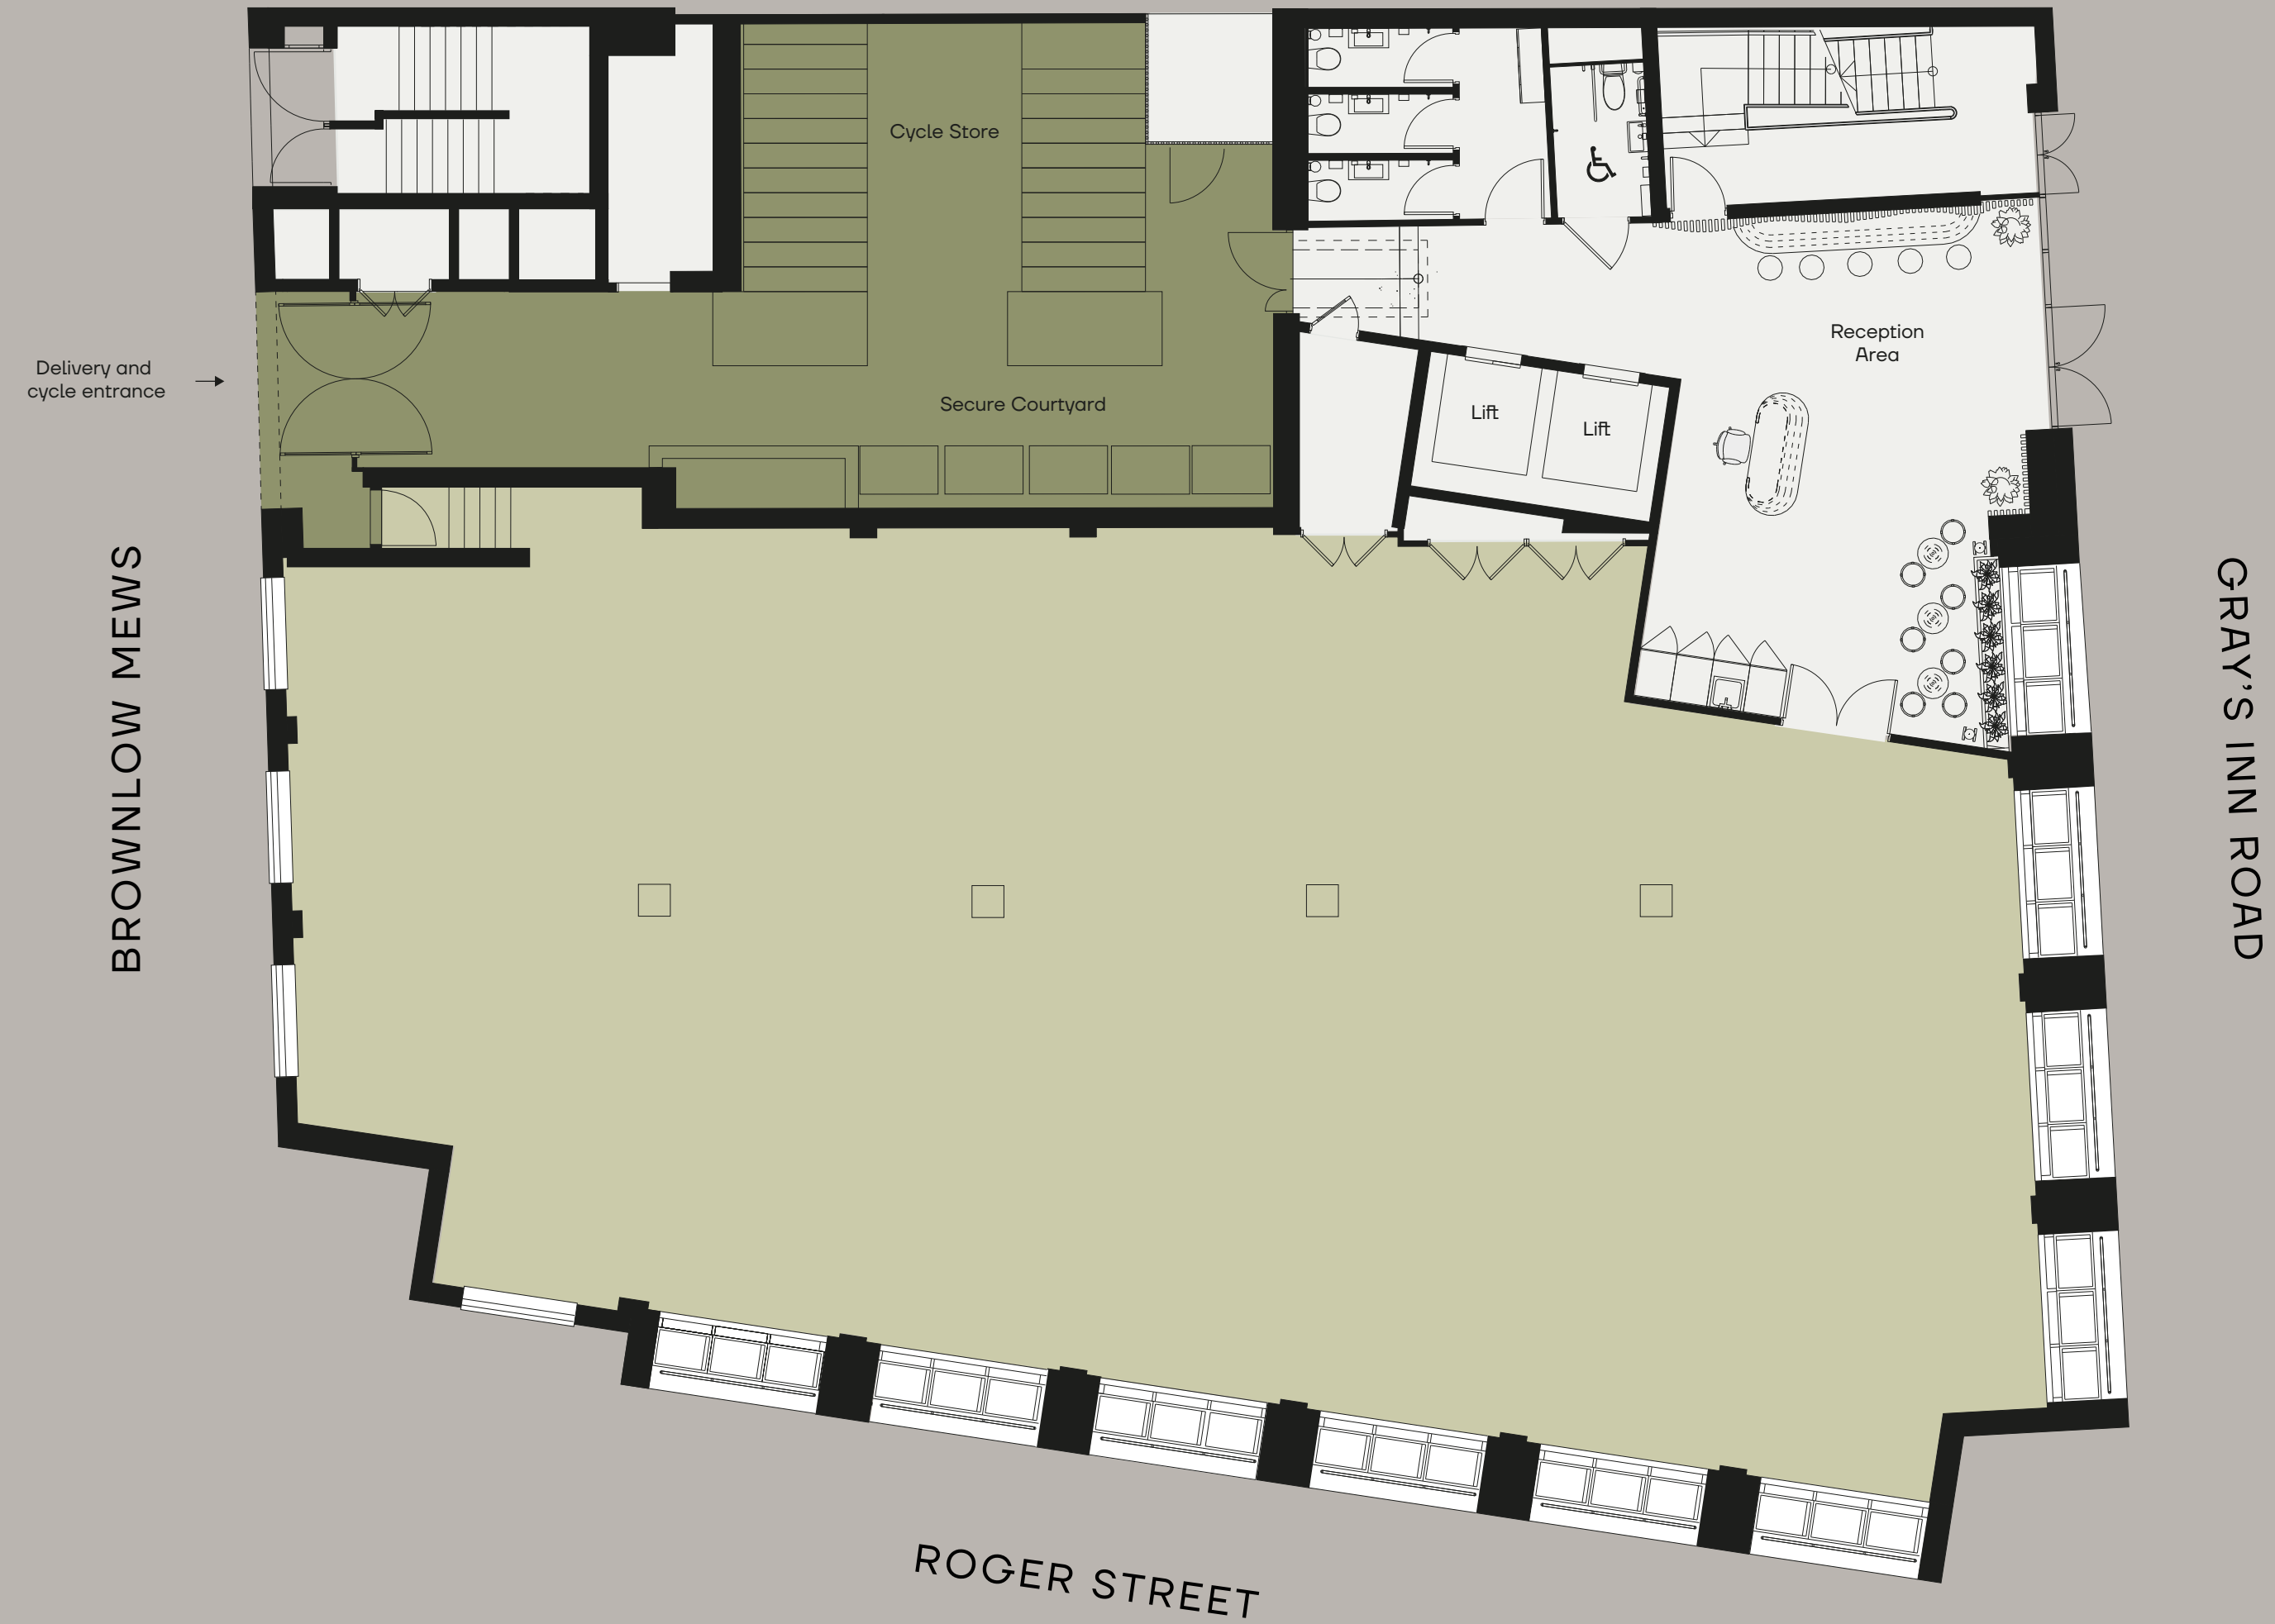 Cycle Store
Reception
Area
Delivery and
cycle entrance
Secure Courtyard
Lift
Lift
BROWNLOW MEWS
GRAY’S INN ROAD
ROGER STREET